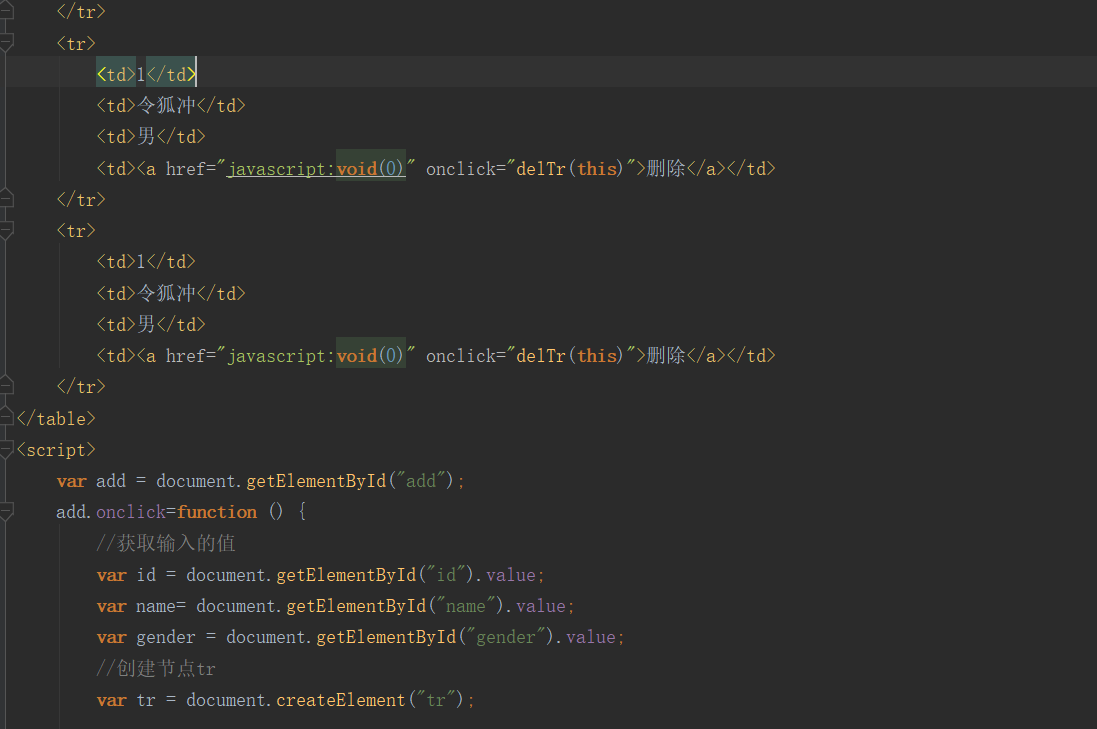 </tr>
<tr>
<td>1</td>
<td>令狐冲</td>
<td>男</td>
<td><a href="javascript:void(0)" onclick="delTr(this)">删除</a></td>
</tr>
<tr>
<td>1</td>
<td>令狐冲</td>
<td>男</td>
<td><a href="javascript:void(0)" onclick="delTr(this)">删除</a></td>
</tr>
</table>
<script>
var add = document.getElementById("add");
add.onclick=function () {
//获取输入的值
var id = document.getElementById("id").value;
var name= document.getElementById("name").value;
var gender = document.getElementById("gender").value;
//创建节点tr
var tr = document.createElement("tr");